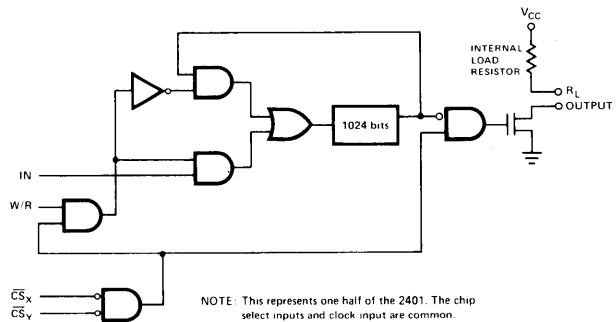 VCC
INTERNAL
LOAD
RESISTOR
RL
OUTPUT
1024 bits
IN
W/R
CSX
CSY
NOTE: This represents one half of the 2401. The chip
select inputs and clock input are common.